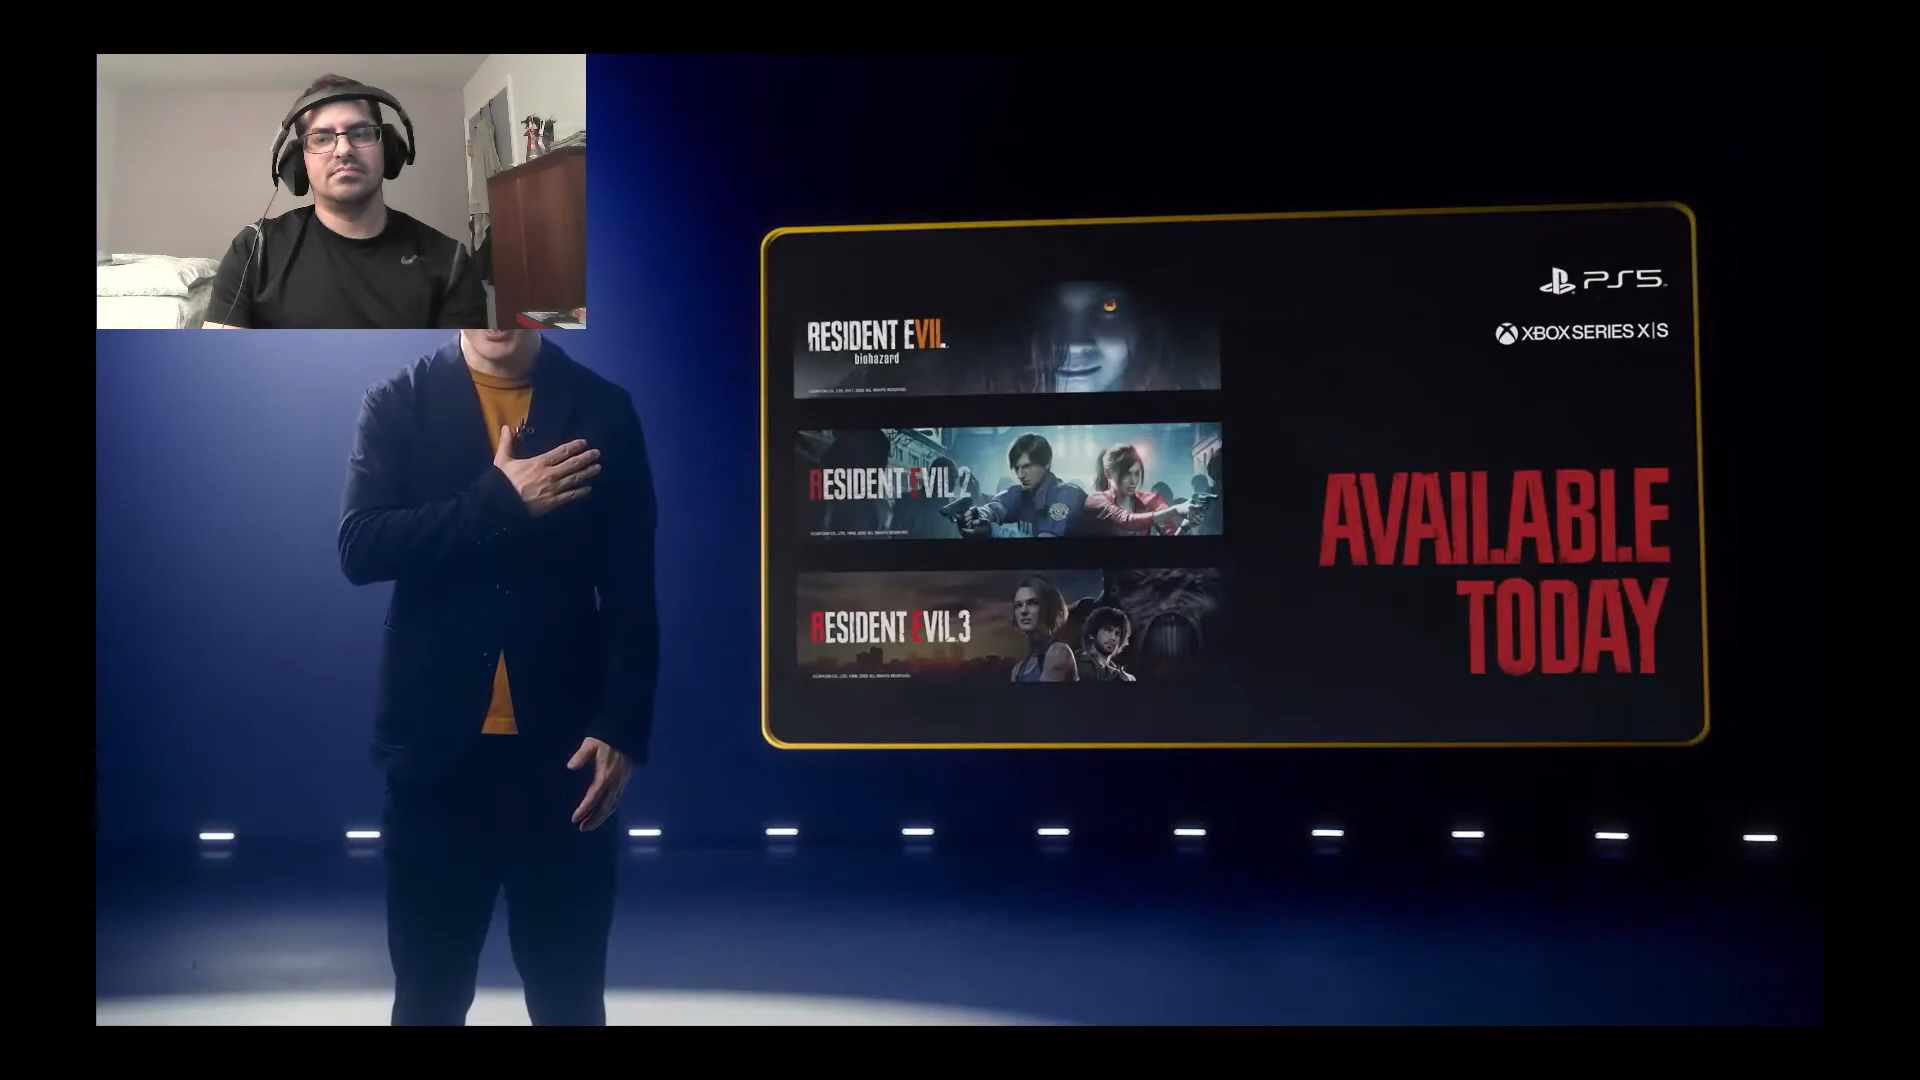 RESIDENT EVIL
biohazard
PS5
XBOX SERIES X|S
RESIDENT EVIL 2
RESIDENT EVIL 3
AVAILABLE
TODAY